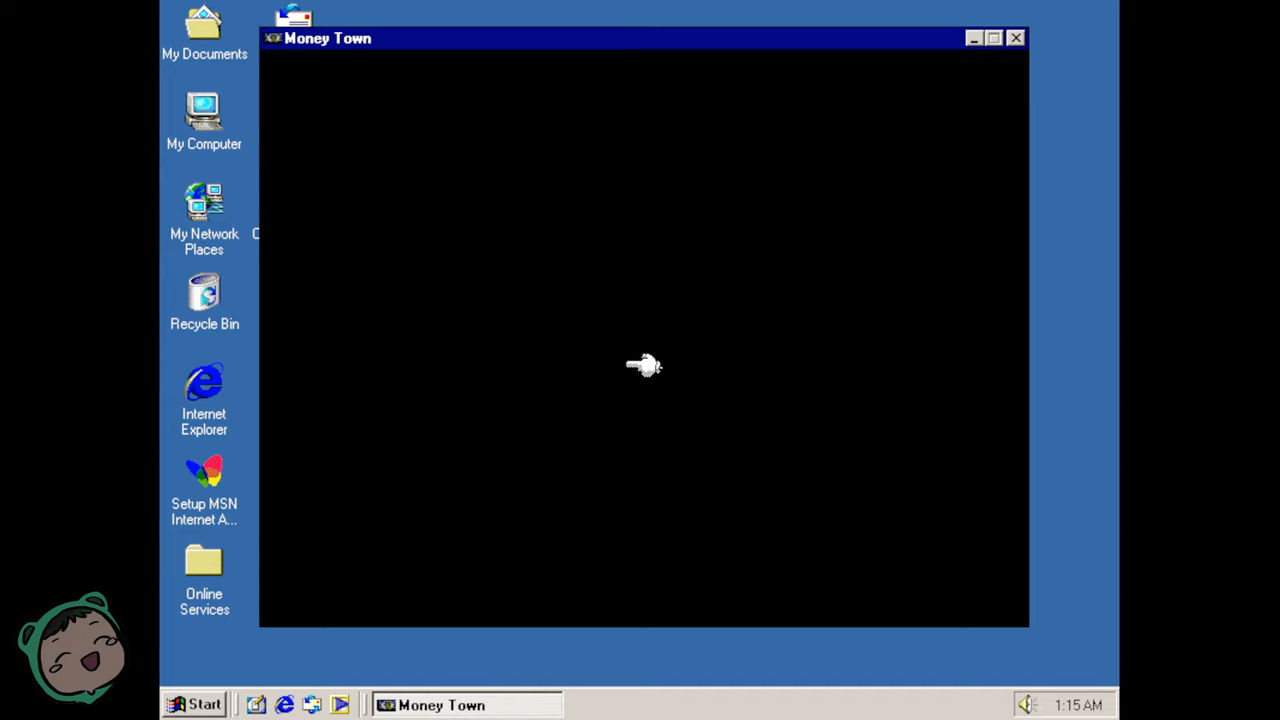 Money Town
My Documents
My Computer
My Network
Places
Recycle Bin
Internet
Explorer
Setup MSN
Internet A...
Online
Services
Start
Money Town
1:15 AM